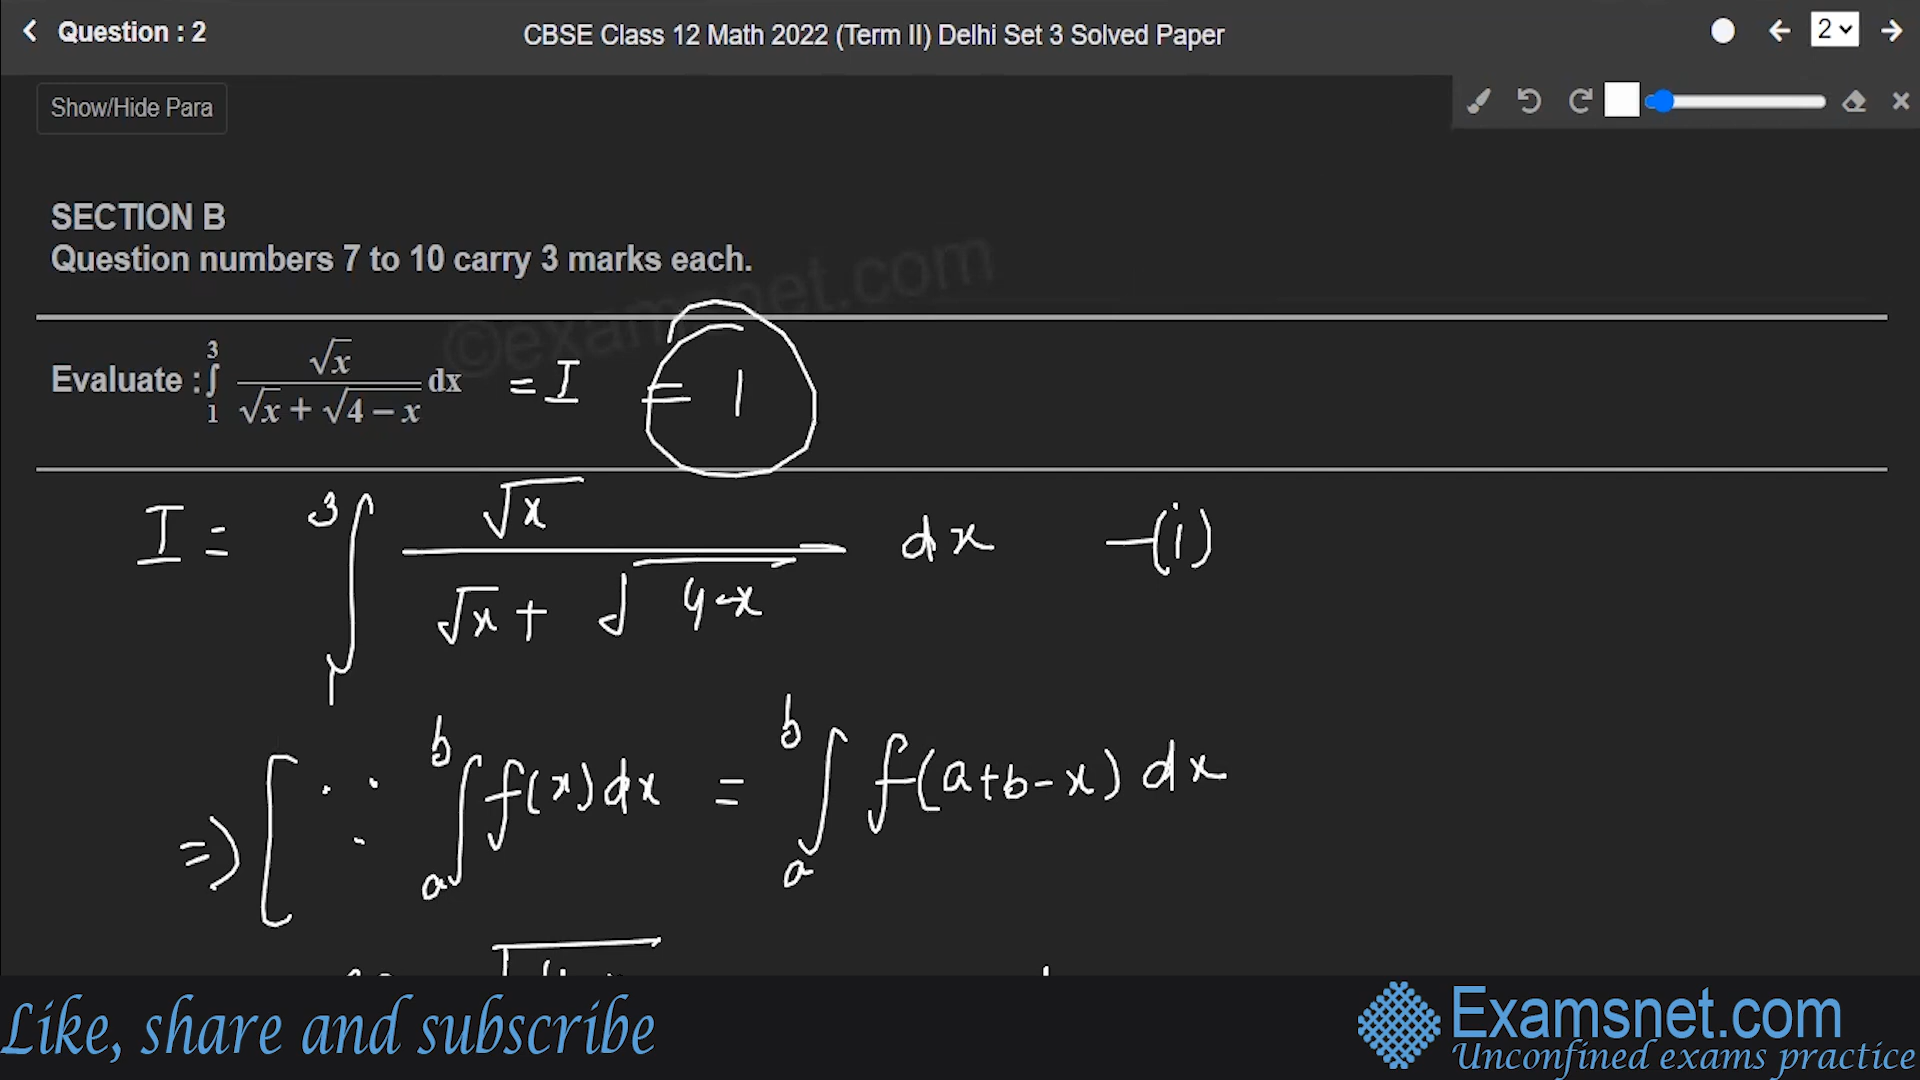 Question : 2
CBSE Class 12 Math 2022 (Term II) Delhi Set 3 Solved Paper
2
Show/Hide Para
SECTION B
Question numbers 7 to 10 carry 3 marks each.
©examsnet.com
Evaluate : ∫₁³ √x / (√x + √(4 − x)) dx = I = 1
I = ∫₁³ √x / (√x + √(4-x)) dx —(i)
⇒) [ ∵ ∫ₐᵇ f(x) dx = ∫ₐᵇ f(a+b-x) dx
Like, share and subscribe
Examsnet.com
Unconfined exams practice